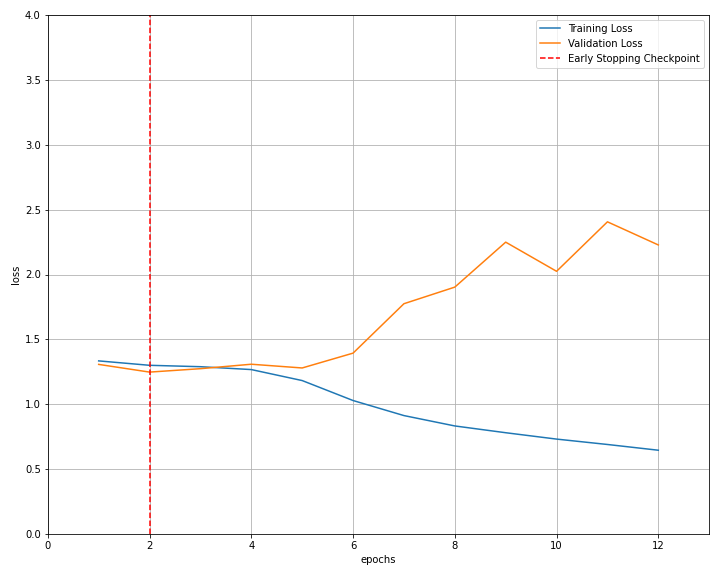 4.0
3.5
3.0
2.5
2.0
1.5
1.0
0.5
0.0
loss
Training Loss
Validation Loss
Early Stopping Checkpoint
0 2 4 6 8 10 12
epochs